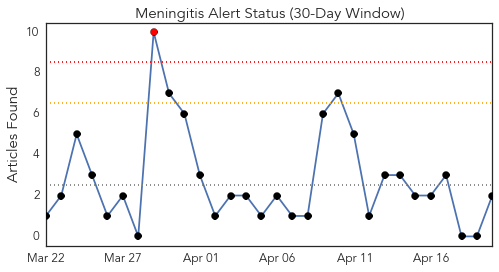 Meningitis Alert Status (30-Day Window)
Articles Found
10
8
6
4
2
0
Mar 22 Mar 27 Apr 01 Apr 06 Apr 11 Apr 16